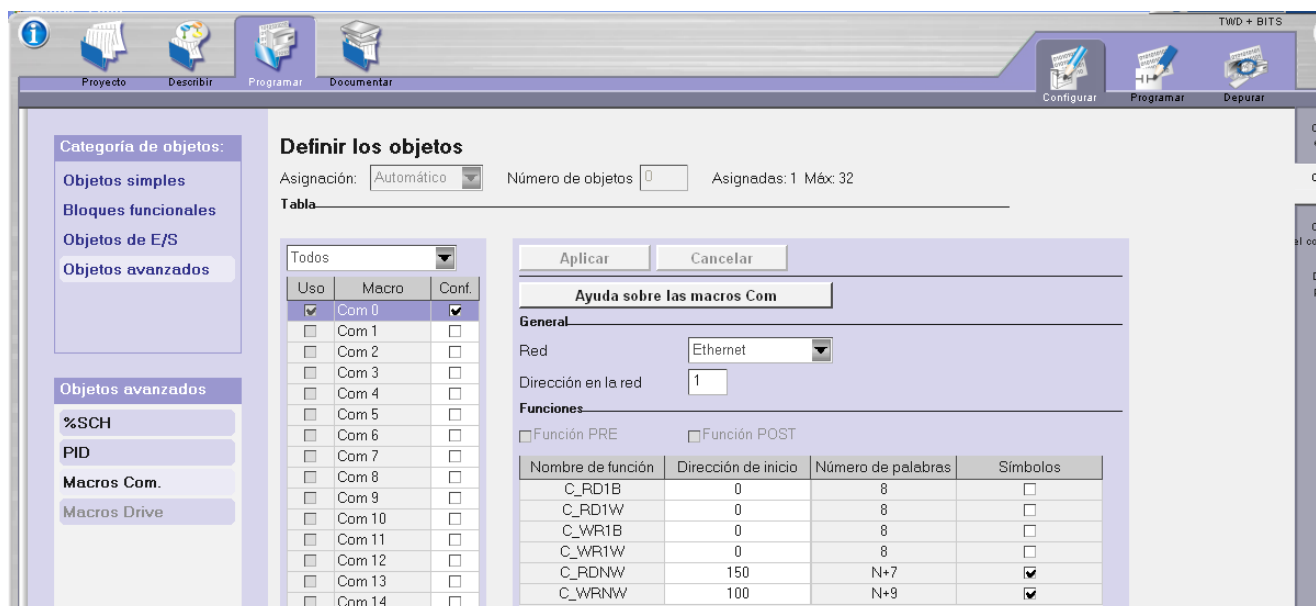 TWD + BITS
Proyecto Describir Programar Documentar
Configurar Programar Depurar
Categoría de objetos:
Objetos simples
Bloques funcionales
Objetos de E/S
Objetos avanzados
Objetos avanzados
%SCH
PID
Macros Com.
Macros Drive
Definir los objetos
Asignación: Automático Número de objetos 0 Asignadas: 1 Máx: 32
Tabla
Todos
Uso Macro Conf.
Com 0
Com 1
Com 2
Com 3
Com 4
Com 5
Com 6
Com 7
Com 8
Com 9
Com 10
Com 11
Com 12
Com 13
Com 14
Aplicar Cancelar
Ayuda sobre las macros Com
General
Red Ethernet
Dirección en la red 1
Funciones
Función PRE Función POST
Nombre de función Dirección de inicio Número de palabras Símbolos
C_RD1B 0 8
C_RD1W 0 8
C_WR1B 0 8
C_WR1W 0 8
C_RDNW 150 N+7
C_WRNW 100 N+9